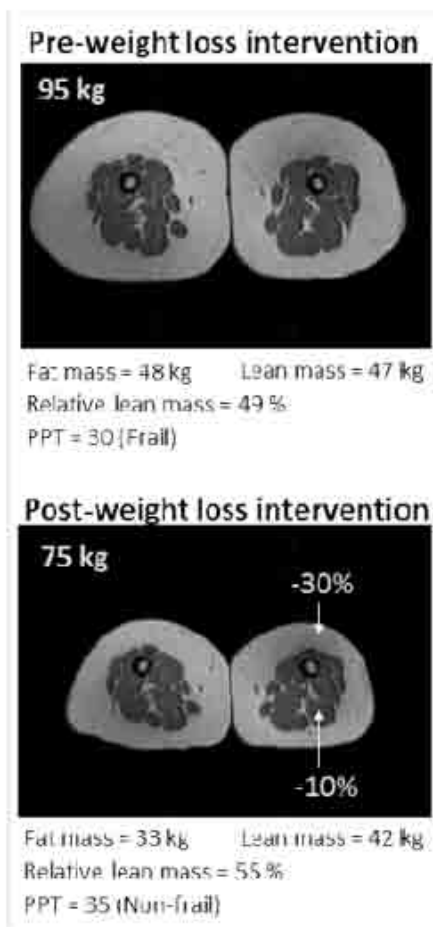 Pre-weight loss intervention
95 kg
Fat mass = 48 kg Lean mass = 47 kg
Relative lean mass = 49 %
PPT = 30 (Frail)
Post-weight loss intervention
75 kg
-30%
-10%
Fat mass = 33 kg Lean mass = 42 kg
Relative lean mass = 55 %
PPT = 35 (Non-frail)